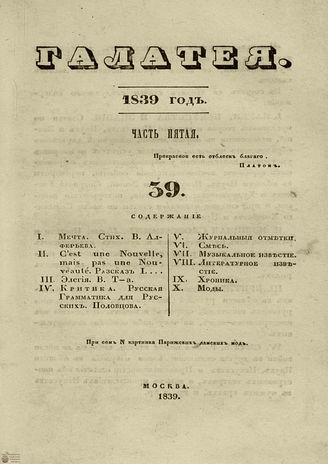 ГАЛАТЕЯ.
1839 ГОДЪ.
ЧАСТЬ ПЯТАЯ.
Прекрасное есть отблескъ благаго.
Платонъ.
39.
СОДЕРЖАНІЕ
I. Мечта. Стих. В. Ал-
ферьева.
II. C'est une Nouvelle,
mais pas une Nou-
véauté. Разсказъ I....
III. Элегія. В. Т—а.
IV. Критика. Русская
Грамматика для Рус-
скихъ. Половцова.
V. Журнальныя отмѣтки.
VI. Смѣсь.
VII. Музыкальное извѣстіе.
VIII. Литературное извѣ-
стіе.
IX. Хроника.
X. Моды.
При семъ N картинка Парижскихъ дамскихъ модъ.
МОСКВА.
1839.